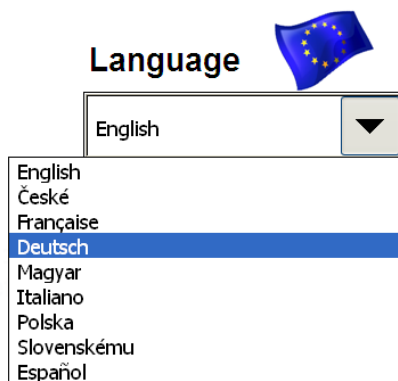 Language
English
English
České
Française
Deutsch
Magyar
Italiano
Polska
Slovenskému
Español